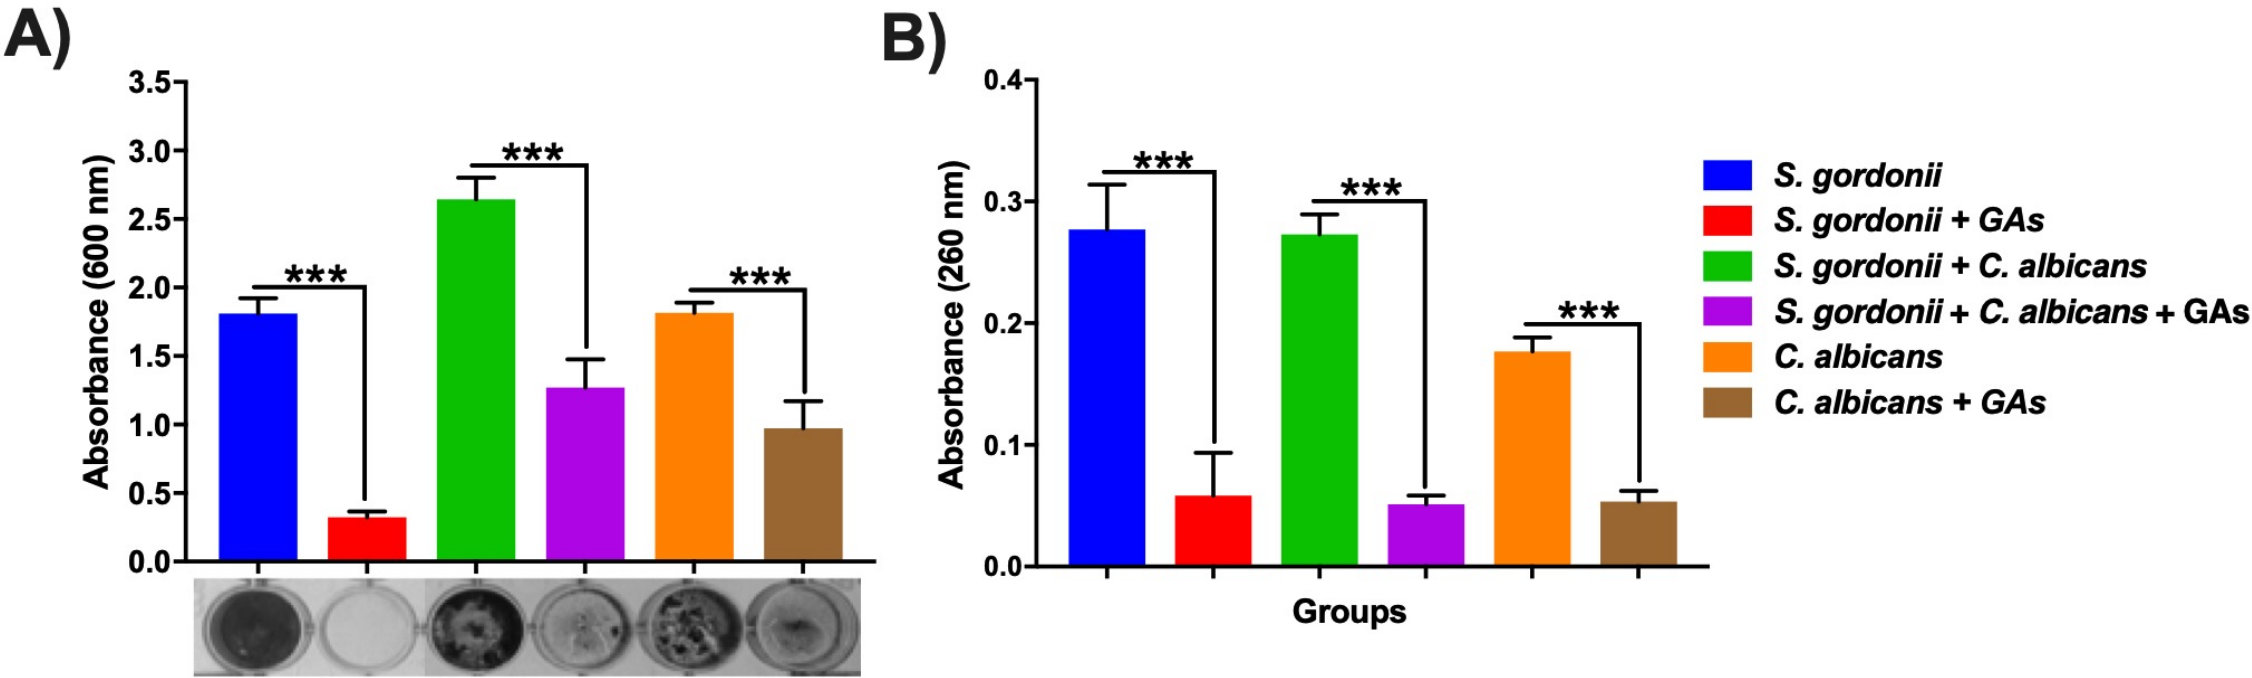 A)
Absorbance (600 nm)
3.5
3.0
2.5
2.0
1.5
1.0
0.5
0.0
***
***
***
B)
Absorbance (260 nm)
0.4
0.3
0.2
0.1
0.0
***
***
***
Groups
S. gordonii
S. gordonii + GAs
S. gordonii + C. albicans
S. gordonii + C. albicans + GAs
C. albicans
C. albicans + GAs